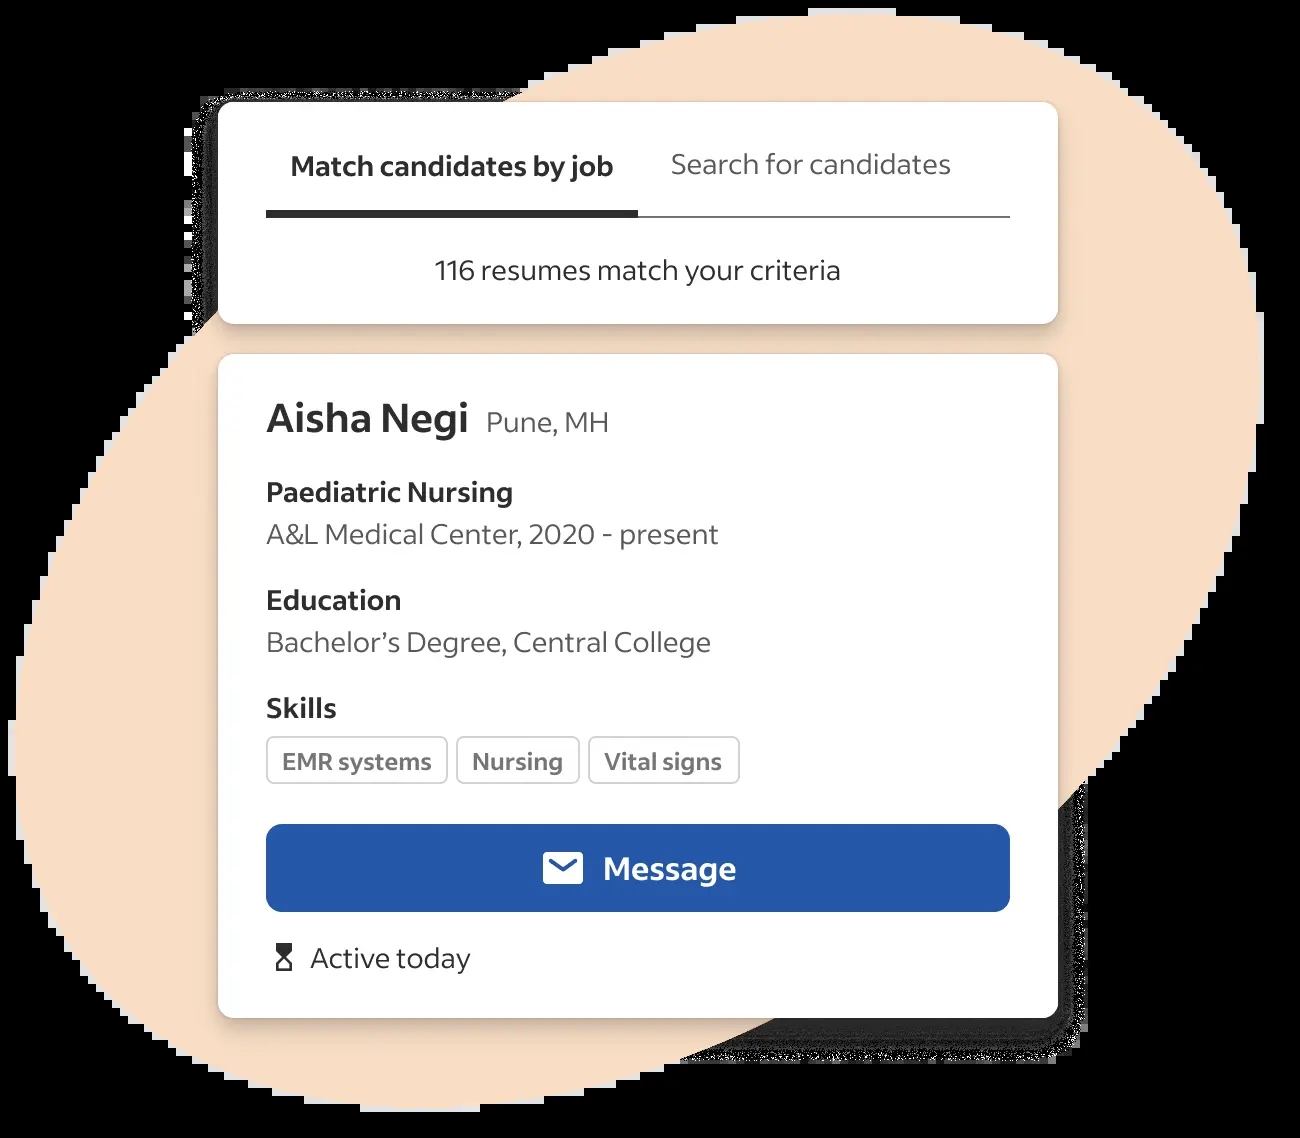 Match candidates by job
Search for candidates
116 resumes match your criteria
Aisha Negi Pune, MH
Paediatric Nursing
A&L Medical Center, 2020 - present
Education
Bachelor’s Degree, Central College
Skills
EMR systems
Nursing
Vital signs
Message
Active today